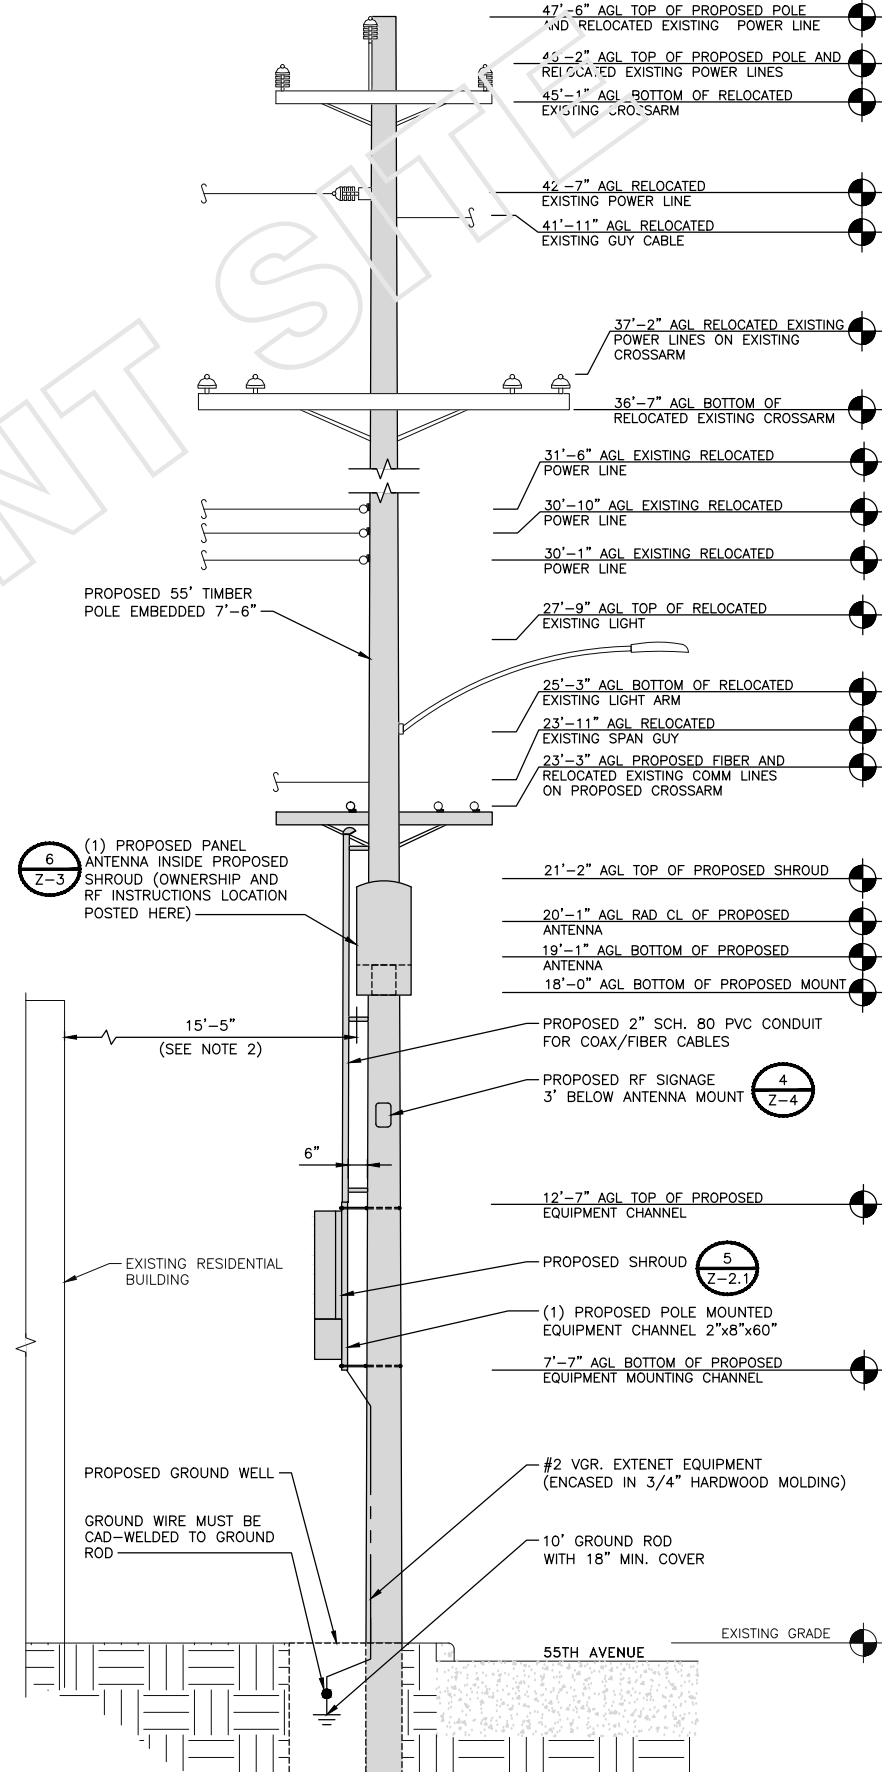 47'-6" AGL TOP OF PROPOSED POLE
AND RELOCATED EXISTING POWER LINE
46'-2" AGL TOP OF PROPOSED POLE AND
RELOCATED EXISTING POWER LINES
45'-1" AGL BOTTOM OF RELOCATED
EXISTING CROSSARM
42'-7" AGL RELOCATED
EXISTING POWER LINE
41'-11" AGL RELOCATED
EXISTING GUY CABLE
37'-2" AGL RELOCATED EXISTING
POWER LINES ON EXISTING
CROSSARM
36'-7" AGL BOTTOM OF
RELOCATED EXISTING CROSSARM
31'-6" AGL EXISTING RELOCATED
POWER LINE
30'-10" AGL EXISTING RELOCATED
POWER LINE
30'-1" AGL EXISTING RELOCATED
POWER LINE
PROPOSED 55' TIMBER
POLE EMBEDDED 7'-6"
27'-9" AGL TOP OF RELOCATED
EXISTING LIGHT
25'-3" AGL BOTTOM OF RELOCATED
EXISTING LIGHT ARM
23'-11" AGL RELOCATED
EXISTING SPAN GUY
23'-3" AGL PROPOSED FIBER AND
RELOCATED EXISTING COMM LINES
ON PROPOSED CROSSARM
6
Z-3
(1) PROPOSED PANEL
ANTENNA INSIDE PROPOSED
SHROUD (OWNERSHIP AND
RF INSTRUCTIONS LOCATION
POSTED HERE)
21'-2" AGL TOP OF PROPOSED SHROUD
20'-1" AGL RAD CL OF PROPOSED
ANTENNA
19'-1" AGL BOTTOM OF PROPOSED
ANTENNA
18'-0" AGL BOTTOM OF PROPOSED MOUNT
15'-5"
(SEE NOTE 2)
PROPOSED 2" SCH. 80 PVC CONDUIT
FOR COAX/FIBER CABLES
PROPOSED RF SIGNAGE
3' BELOW ANTENNA MOUNT
4
Z-4
6"
12'-7" AGL TOP OF PROPOSED
EQUIPMENT CHANNEL
EXISTING RESIDENTIAL
BUILDING
PROPOSED SHROUD
5
Z-2.1
(1) PROPOSED POLE MOUNTED
EQUIPMENT CHANNEL 2"x8"x60"
7'-7" AGL BOTTOM OF PROPOSED
EQUIPMENT MOUNTING CHANNEL
PROPOSED GROUND WELL
#2 VGR. EXTENET EQUIPMENT
(ENCASED IN 3/4" HARDWOOD MOLDING)
GROUND WIRE MUST BE
CAD-WELDED TO GROUND
ROD
10' GROUND ROD
WITH 18" MIN. COVER
EXISTING GRADE
55TH AVENUE
NT SITE